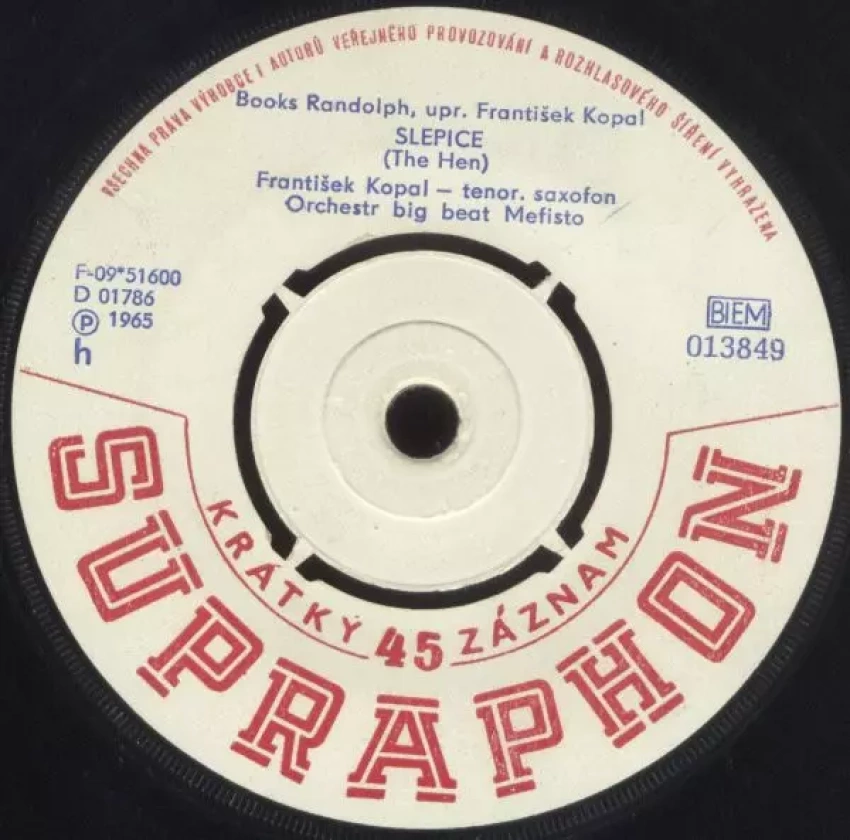 VŠECHNA PRÁVA VÝROBCE I AUTORŮ VEŘEJNÉHO PROVOZOVÁNÍ A ROZHLASOVÉHO ŠÍŘENÍ VYHRAŽENA
Books Randolph, upr. František Kopal
SLEPICE
(The Hen)
František Kopal – tenor. saxofon
Orchestr big beat Mefisto
F-09*51600
D 01786
Ⓟ 1965
h
BIEM
013849
KRÁTKÝ 45 ZÁZNAM
SUPRAPHON